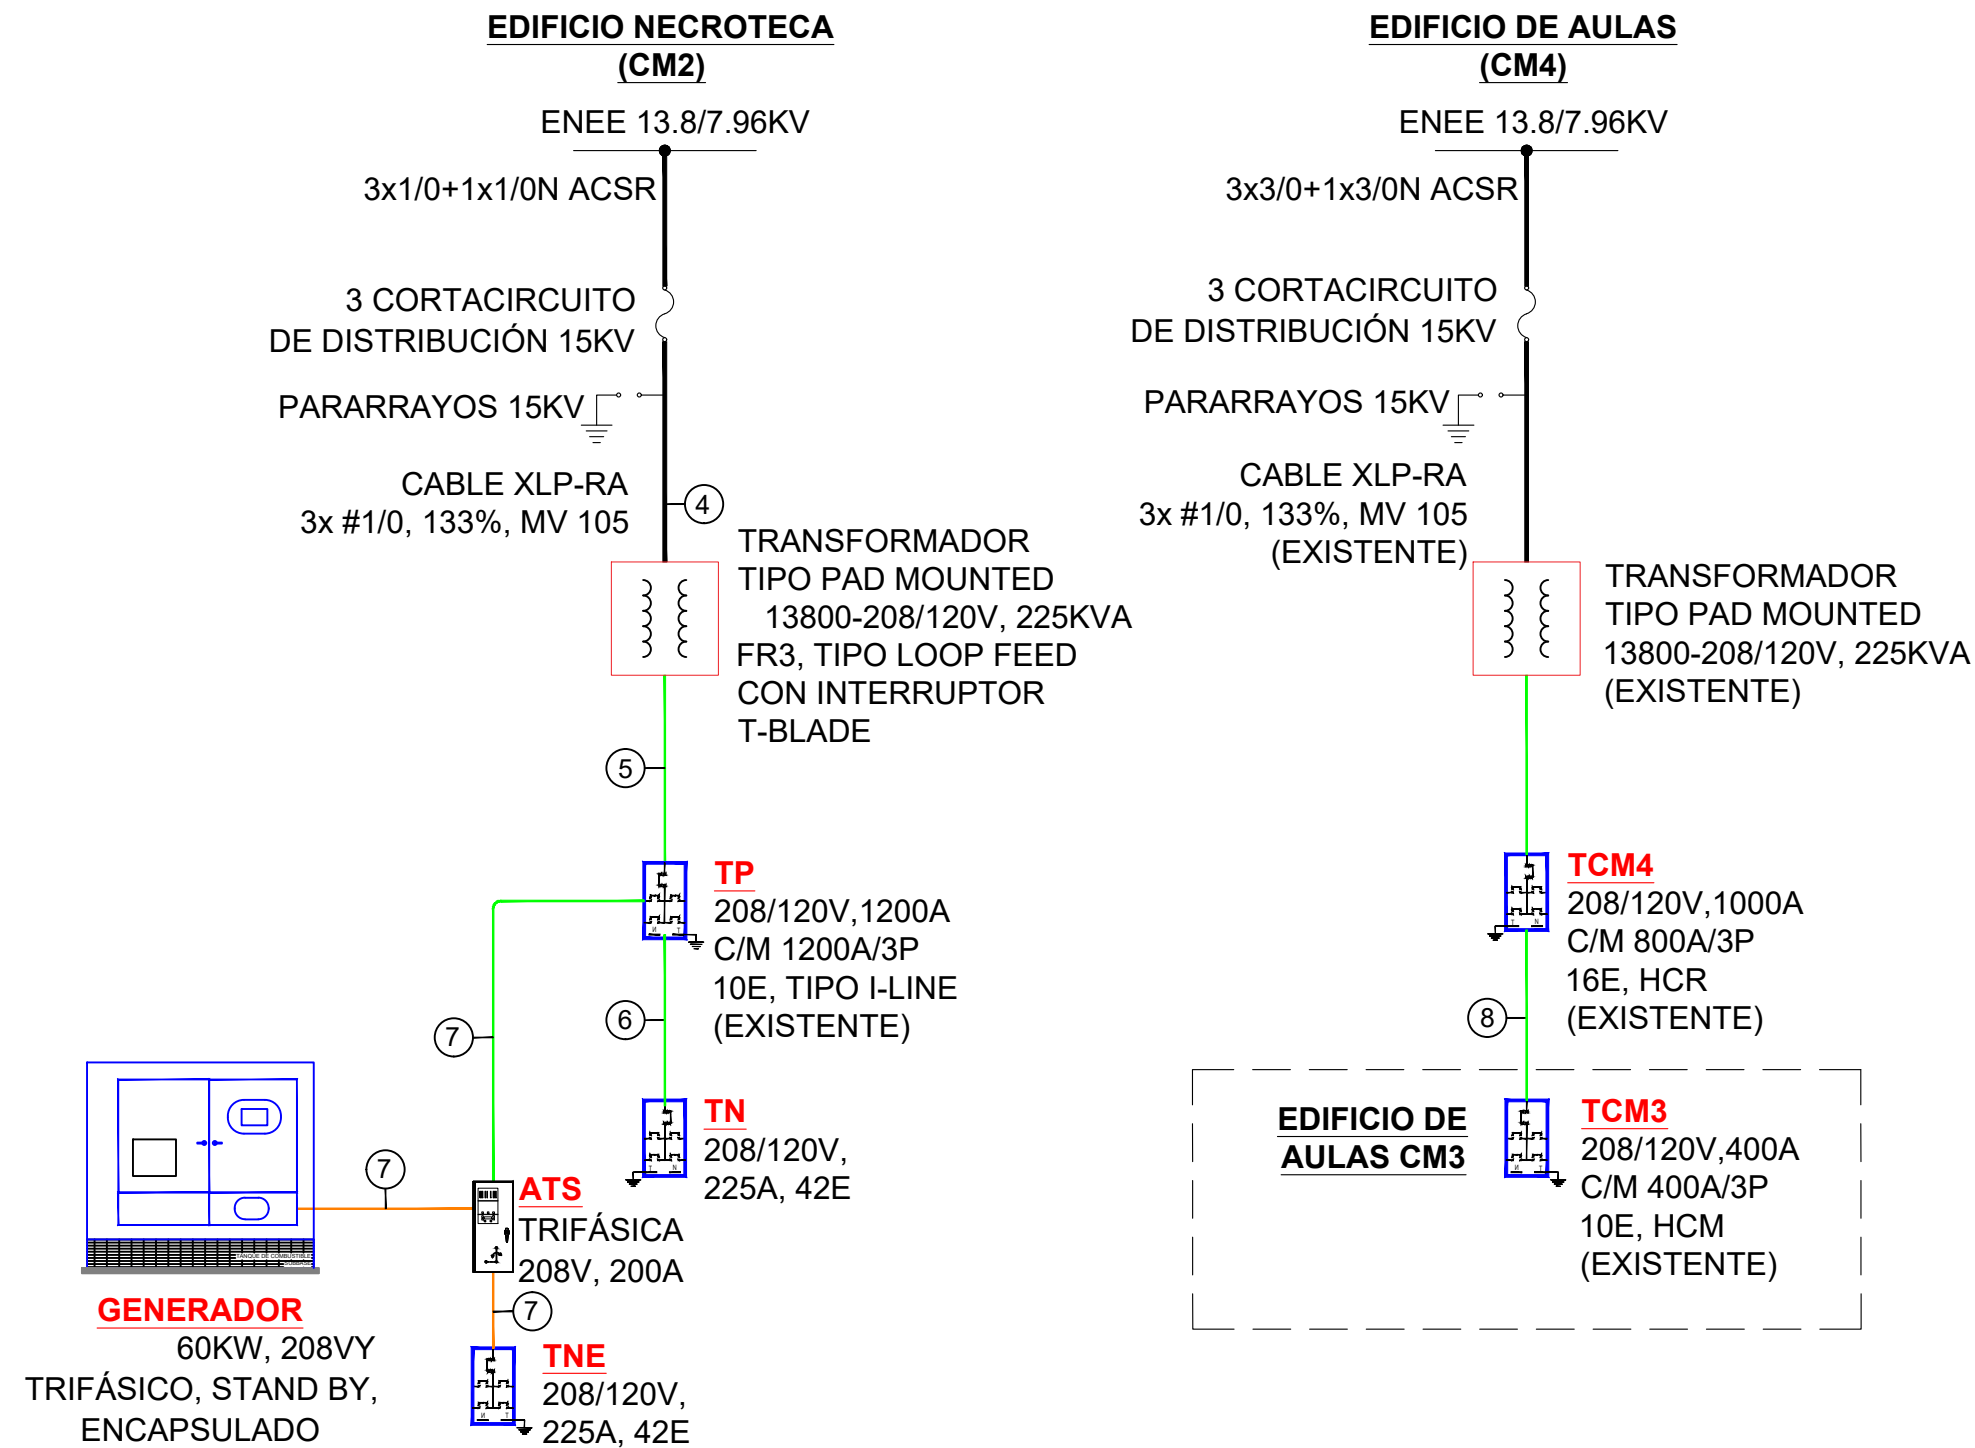 EDIFICIO NECROTECA
(CM2)
ENEE 13.8/7.96KV
3x1/0+1x1/0N ACSR
3 CORTACIRCUITO
DE DISTRIBUCIÓN 15KV
PARARRAYOS 15KV
CABLE XLP-RA
3x #1/0, 133%, MV 105
4
TRANSFORMADOR
TIPO PAD MOUNTED
13800-208/120V, 225KVA
FR3, TIPO LOOP FEED
CON INTERRUPTOR
T-BLADE
5
TP
208/120V,1200A
C/M 1200A/3P
10E, TIPO I-LINE
(EXISTENTE)
6
7
TN
208/120V,
225A, 42E
7
ATS
TRIFÁSICA
208V, 200A
TANQUE DE COMBUSTIBLE
GENERADOR
60KW, 208VY
TRIFÁSICO, STAND BY,
ENCAPSULADO
7
TNE
208/120V,
225A, 42E
EDIFICIO DE AULAS
(CM4)
ENEE 13.8/7.96KV
3x3/0+1x3/0N ACSR
3 CORTACIRCUITO
DE DISTRIBUCIÓN 15KV
PARARRAYOS 15KV
CABLE XLP-RA
3x #1/0, 133%, MV 105
(EXISTENTE)
TRANSFORMADOR
TIPO PAD MOUNTED
13800-208/120V, 225KVA
(EXISTENTE)
TCM4
208/120V,1000A
C/M 800A/3P
16E, HCR
(EXISTENTE)
8
EDIFICIO DE
AULAS CM3
TCM3
208/120V,400A
C/M 400A/3P
10E, HCM
(EXISTENTE)